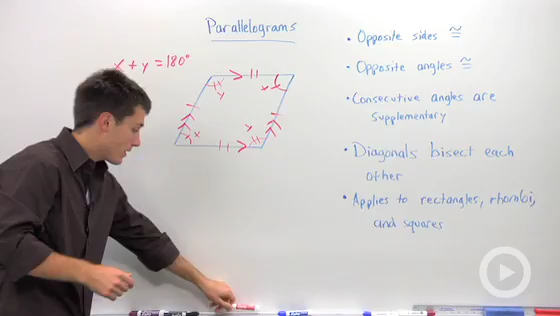 Parallelograms
x + y = 180°
x
y
y
x
• Opposite sides ≅
• Opposite angles ≅
• Consecutive angles are
supplementary
• Diagonals bisect each
other
• Applies to rectangles, rhombi,
and squares